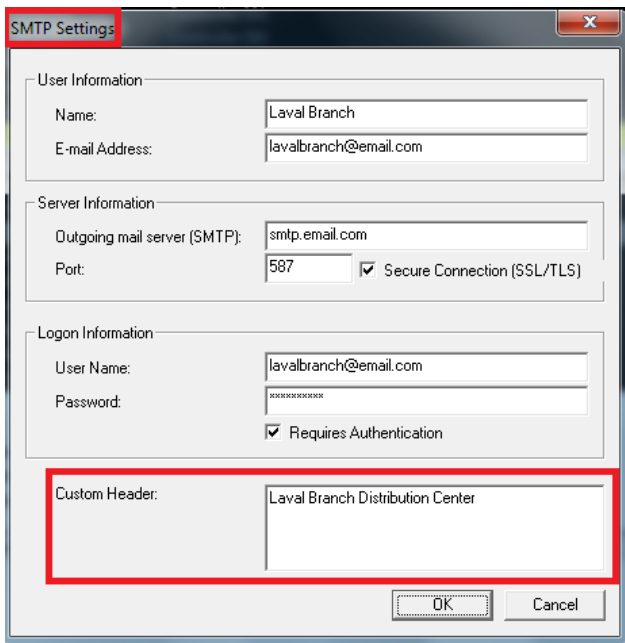 SMTP Settings
User Information
Name: Laval Branch
E-mail Address: lavalbranch@email.com
Server Information
Outgoing mail server (SMTP): smtp.email.com
Port: 587 Secure Connection (SSL/TLS)
Logon Information
User Name: lavalbranch@email.com
Password: **********
Requires Authentication
Custom Header: Laval Branch Distribution Center
OK Cancel